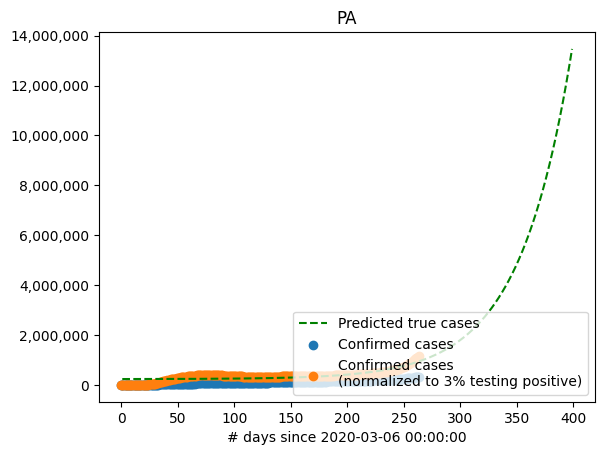 PA
14,000,000
12,000,000
10,000,000
8,000,000
6,000,000
4,000,000
2,000,000
0
Predicted true cases
Confirmed cases
Confirmed cases
(normalized to 3% testing positive)
0 50 100 150 200 250 300 350 400
# days since 2020-03-06 00:00:00